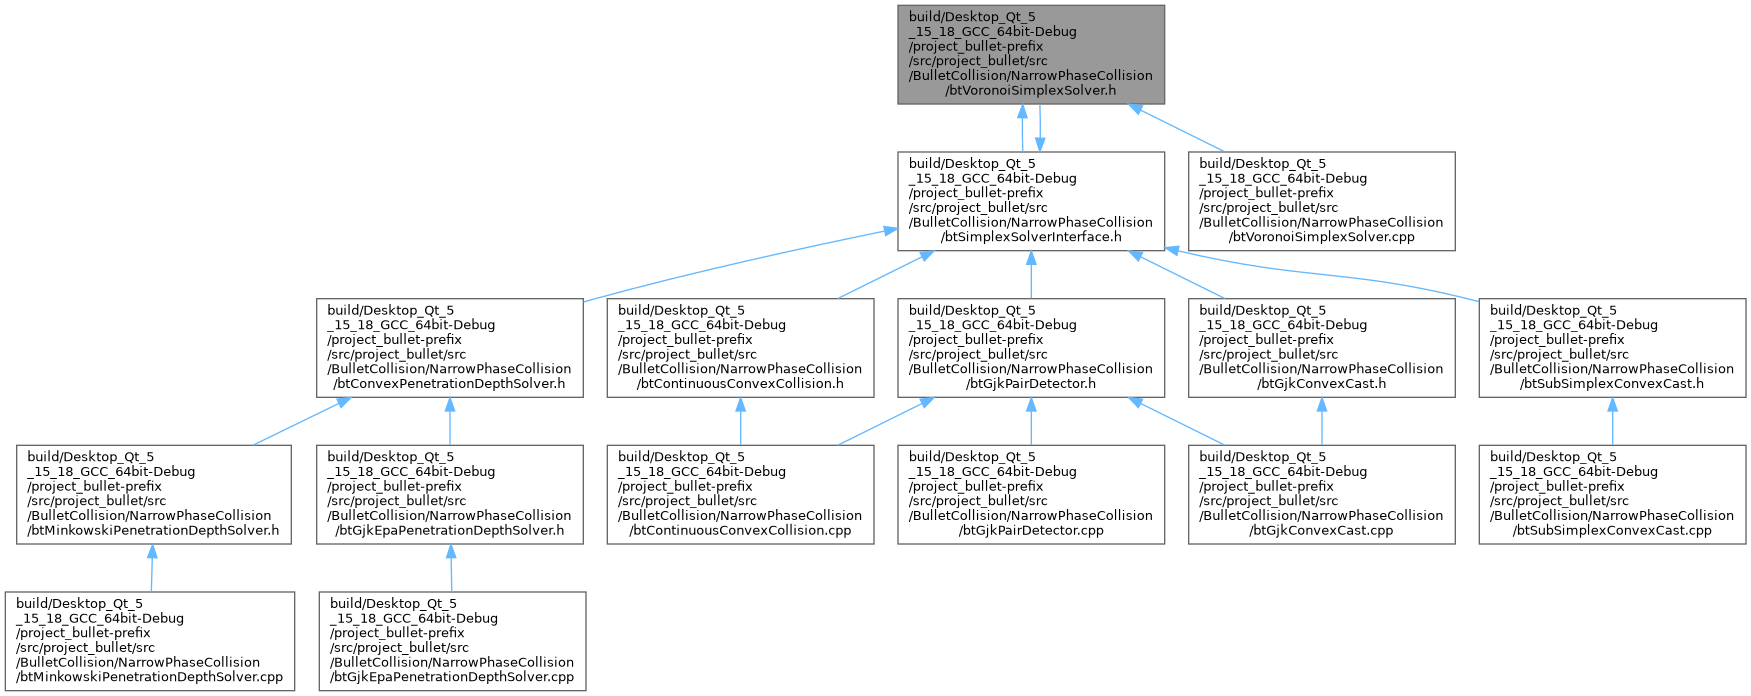 build/Desktop_Qt_5
_15_18_GCC_64bit-Debug
/project_bullet-prefix
/src/project_bullet/src
/BulletCollision/NarrowPhaseCollision
/btVoronoiSimplexSolver.h
build/Desktop_Qt_5
_15_18_GCC_64bit-Debug
/project_bullet-prefix
/src/project_bullet/src
/BulletCollision/NarrowPhaseCollision
/btSimplexSolverInterface.h
build/Desktop_Qt_5
_15_18_GCC_64bit-Debug
/project_bullet-prefix
/src/project_bullet/src
/BulletCollision/NarrowPhaseCollision
/btVoronoiSimplexSolver.cpp
build/Desktop_Qt_5
_15_18_GCC_64bit-Debug
/project_bullet-prefix
/src/project_bullet/src
/BulletCollision/NarrowPhaseCollision
/btConvexPenetrationDepthSolver.h
build/Desktop_Qt_5
_15_18_GCC_64bit-Debug
/project_bullet-prefix
/src/project_bullet/src
/BulletCollision/NarrowPhaseCollision
/btContinuousConvexCollision.h
build/Desktop_Qt_5
_15_18_GCC_64bit-Debug
/project_bullet-prefix
/src/project_bullet/src
/BulletCollision/NarrowPhaseCollision
/btGjkPairDetector.h
build/Desktop_Qt_5
_15_18_GCC_64bit-Debug
/project_bullet-prefix
/src/project_bullet/src
/BulletCollision/NarrowPhaseCollision
/btGjkConvexCast.h
build/Desktop_Qt_5
_15_18_GCC_64bit-Debug
/project_bullet-prefix
/src/project_bullet/src
/BulletCollision/NarrowPhaseCollision
/btSubSimplexConvexCast.h
build/Desktop_Qt_5
_15_18_GCC_64bit-Debug
/project_bullet-prefix
/src/project_bullet/src
/BulletCollision/NarrowPhaseCollision
/btMinkowskiPenetrationDepthSolver.h
build/Desktop_Qt_5
_15_18_GCC_64bit-Debug
/project_bullet-prefix
/src/project_bullet/src
/BulletCollision/NarrowPhaseCollision
/btGjkEpaPenetrationDepthSolver.h
build/Desktop_Qt_5
_15_18_GCC_64bit-Debug
/project_bullet-prefix
/src/project_bullet/src
/BulletCollision/NarrowPhaseCollision
/btContinuousConvexCollision.cpp
build/Desktop_Qt_5
_15_18_GCC_64bit-Debug
/project_bullet-prefix
/src/project_bullet/src
/BulletCollision/NarrowPhaseCollision
/btGjkPairDetector.cpp
build/Desktop_Qt_5
_15_18_GCC_64bit-Debug
/project_bullet-prefix
/src/project_bullet/src
/BulletCollision/NarrowPhaseCollision
/btGjkConvexCast.cpp
build/Desktop_Qt_5
_15_18_GCC_64bit-Debug
/project_bullet-prefix
/src/project_bullet/src
/BulletCollision/NarrowPhaseCollision
/btSubSimplexConvexCast.cpp
build/Desktop_Qt_5
_15_18_GCC_64bit-Debug
/project_bullet-prefix
/src/project_bullet/src
/BulletCollision/NarrowPhaseCollision
/btMinkowskiPenetrationDepthSolver.cpp
build/Desktop_Qt_5
_15_18_GCC_64bit-Debug
/project_bullet-prefix
/src/project_bullet/src
/BulletCollision/NarrowPhaseCollision
/btGjkEpaPenetrationDepthSolver.cpp